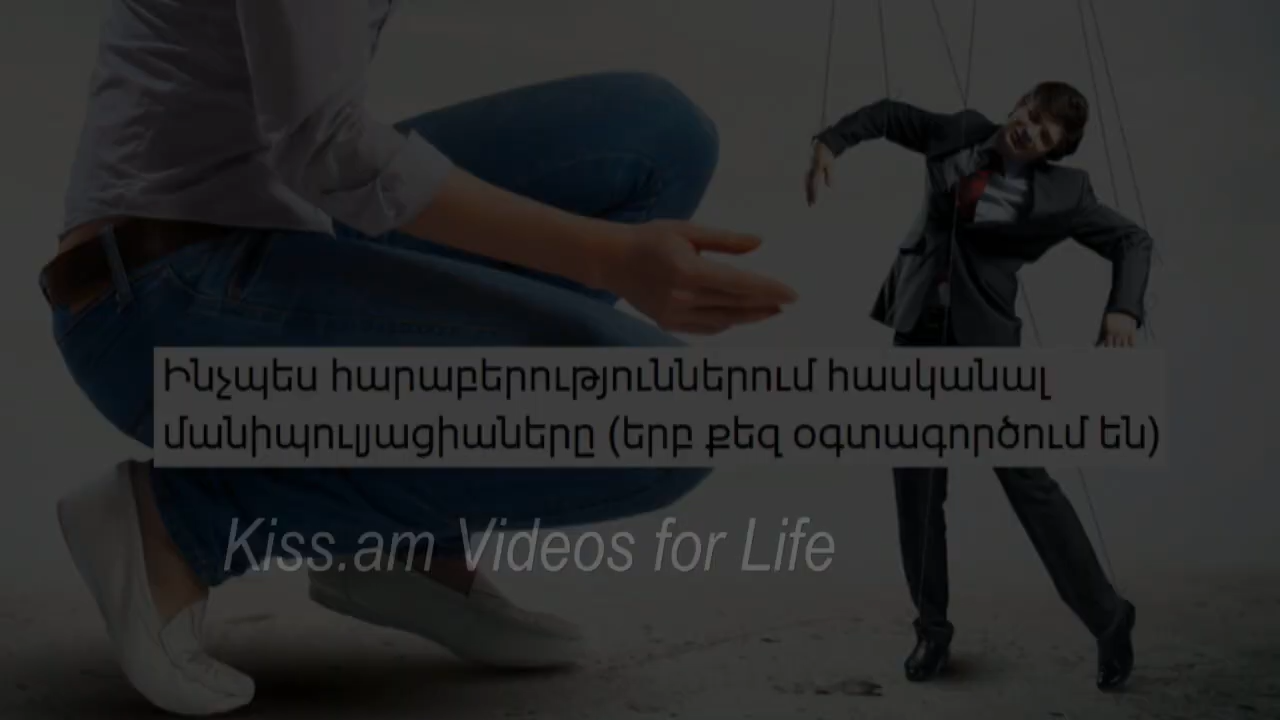 Ինչպես հարաբերություններում հասկանալ
մանիպուլյացիաները (երբ քեզ օգտագործում են)
Kiss.am Videos for Life